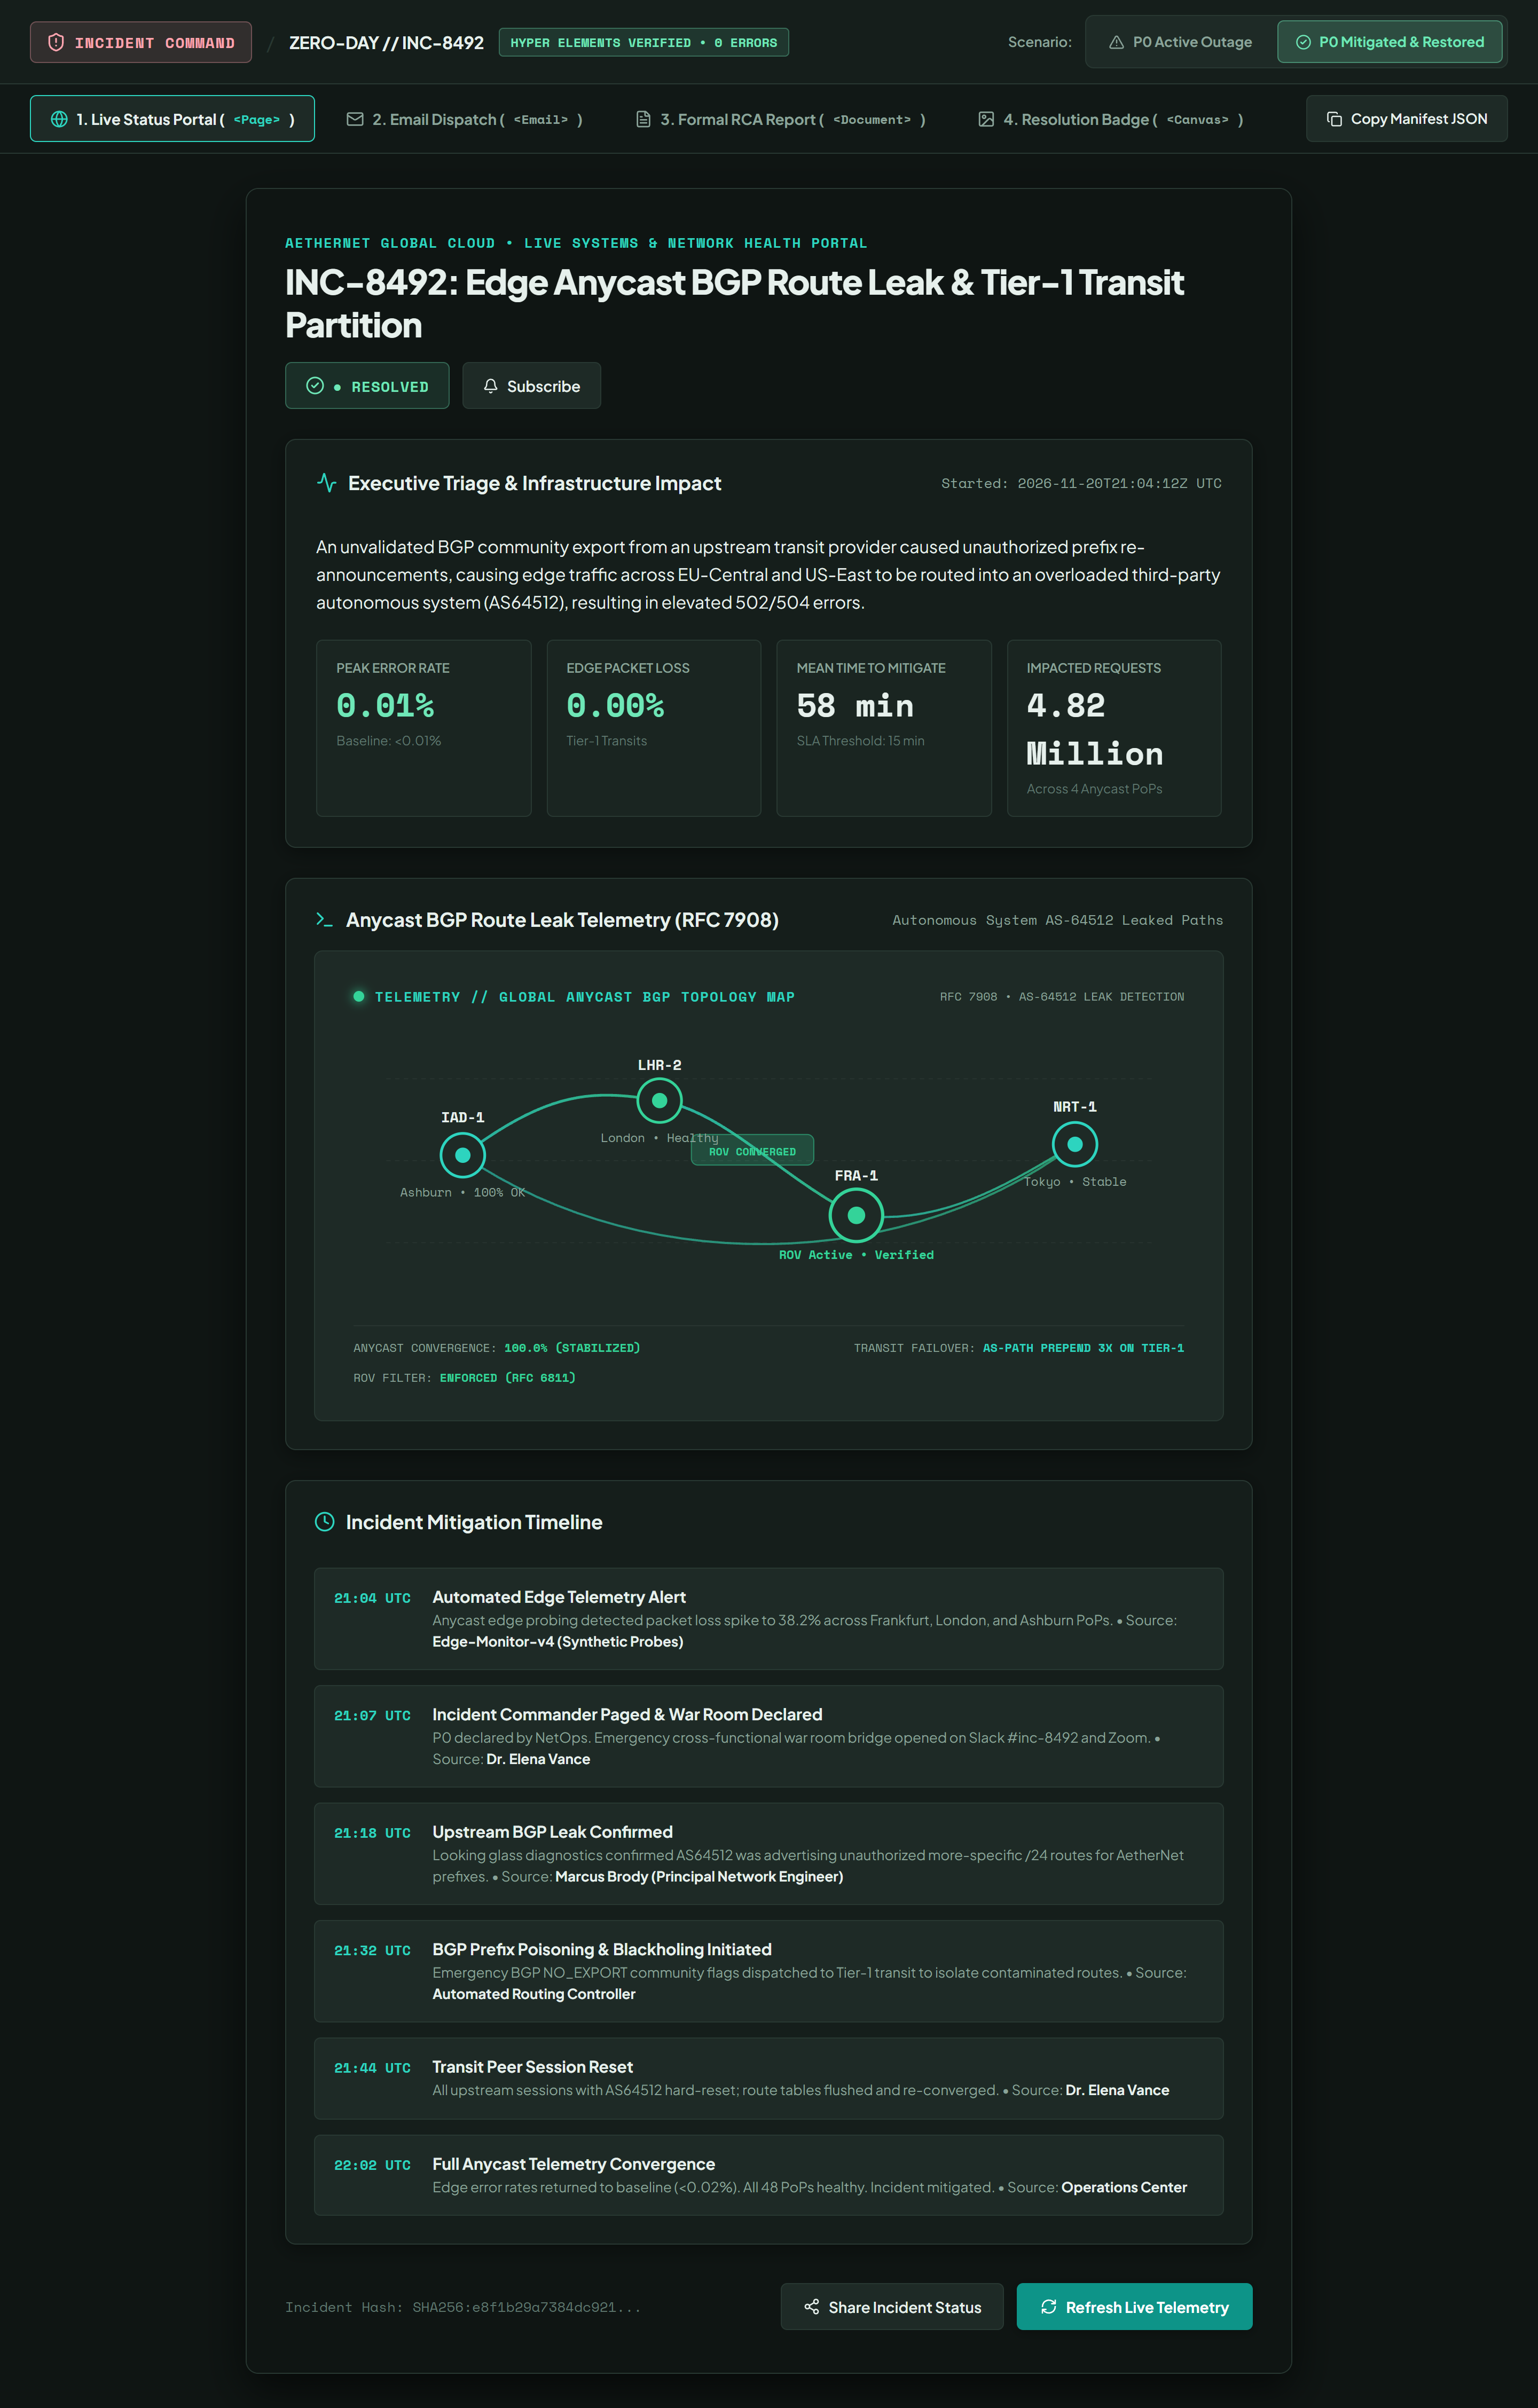 INCIDENT COMMAND / ZERO-DAY // INC-8492 HYPER ELEMENTS VERIFIED • 0 ERRORS Scenario: P0 Active Outage P0 Mitigated & Restored
1. Live Status Portal ( <Page> ) 2. Email Dispatch ( <Email> ) 3. Formal RCA Report ( <Document> ) 4. Resolution Badge ( <Canvas> ) Copy Manifest JSON
AETHERNET GLOBAL CLOUD • LIVE SYSTEMS & NETWORK HEALTH PORTAL
INC-8492: Edge Anycast BGP Route Leak & Tier-1 Transit
Partition
● RESOLVED Subscribe
Executive Triage & Infrastructure Impact Started: 2026-11-20T21:04:12Z UTC
An unvalidated BGP community export from an upstream transit provider caused unauthorized prefix re-
announcements, causing edge traffic across EU-Central and US-East to be routed into an overloaded third-party
autonomous system (AS64512), resulting in elevated 502/504 errors.
PEAK ERROR RATE
0.01%
Baseline: <0.01%
EDGE PACKET LOSS
0.00%
Tier-1 Transits
MEAN TIME TO MITIGATE
58 min
SLA Threshold: 15 min
IMPACTED REQUESTS
4.82
Million
Across 4 Anycast PoPs
Anycast BGP Route Leak Telemetry (RFC 7908) Autonomous System AS-64512 Leaked Paths
TELEMETRY // GLOBAL ANYCAST BGP TOPOLOGY MAP RFC 7908 • AS-64512 LEAK DETECTION
LHR-2
NRT-1
IAD-1
London • Healthy
ROV CONVERGED
FRA-1
Tokyo • Stable
Ashburn • 100% OK
ROV Active • Verified
ANYCAST CONVERGENCE: 100.0% (STABILIZED) TRANSIT FAILOVER: AS-PATH PREPEND 3X ON TIER-1
ROV FILTER: ENFORCED (RFC 6811)
Incident Mitigation Timeline
21:04 UTC Automated Edge Telemetry Alert
Anycast edge probing detected packet loss spike to 38.2% across Frankfurt, London, and Ashburn PoPs. • Source:
Edge-Monitor-v4 (Synthetic Probes)
21:07 UTC Incident Commander Paged & War Room Declared
P0 declared by NetOps. Emergency cross-functional war room bridge opened on Slack #inc-8492 and Zoom. •
Source: Dr. Elena Vance
21:18 UTC Upstream BGP Leak Confirmed
Looking glass diagnostics confirmed AS64512 was advertising unauthorized more-specific /24 routes for AetherNet
prefixes. • Source: Marcus Brody (Principal Network Engineer)
21:32 UTC BGP Prefix Poisoning & Blackholing Initiated
Emergency BGP NO_EXPORT community flags dispatched to Tier-1 transit to isolate contaminated routes. • Source:
Automated Routing Controller
21:44 UTC Transit Peer Session Reset
All upstream sessions with AS64512 hard-reset; route tables flushed and re-converged. • Source: Dr. Elena Vance
22:02 UTC Full Anycast Telemetry Convergence
Edge error rates returned to baseline (<0.02%). All 48 PoPs healthy. Incident mitigated. • Source: Operations Center
Incident Hash: SHA256:e8f1b29a7384dc921... Share Incident Status Refresh Live Telemetry